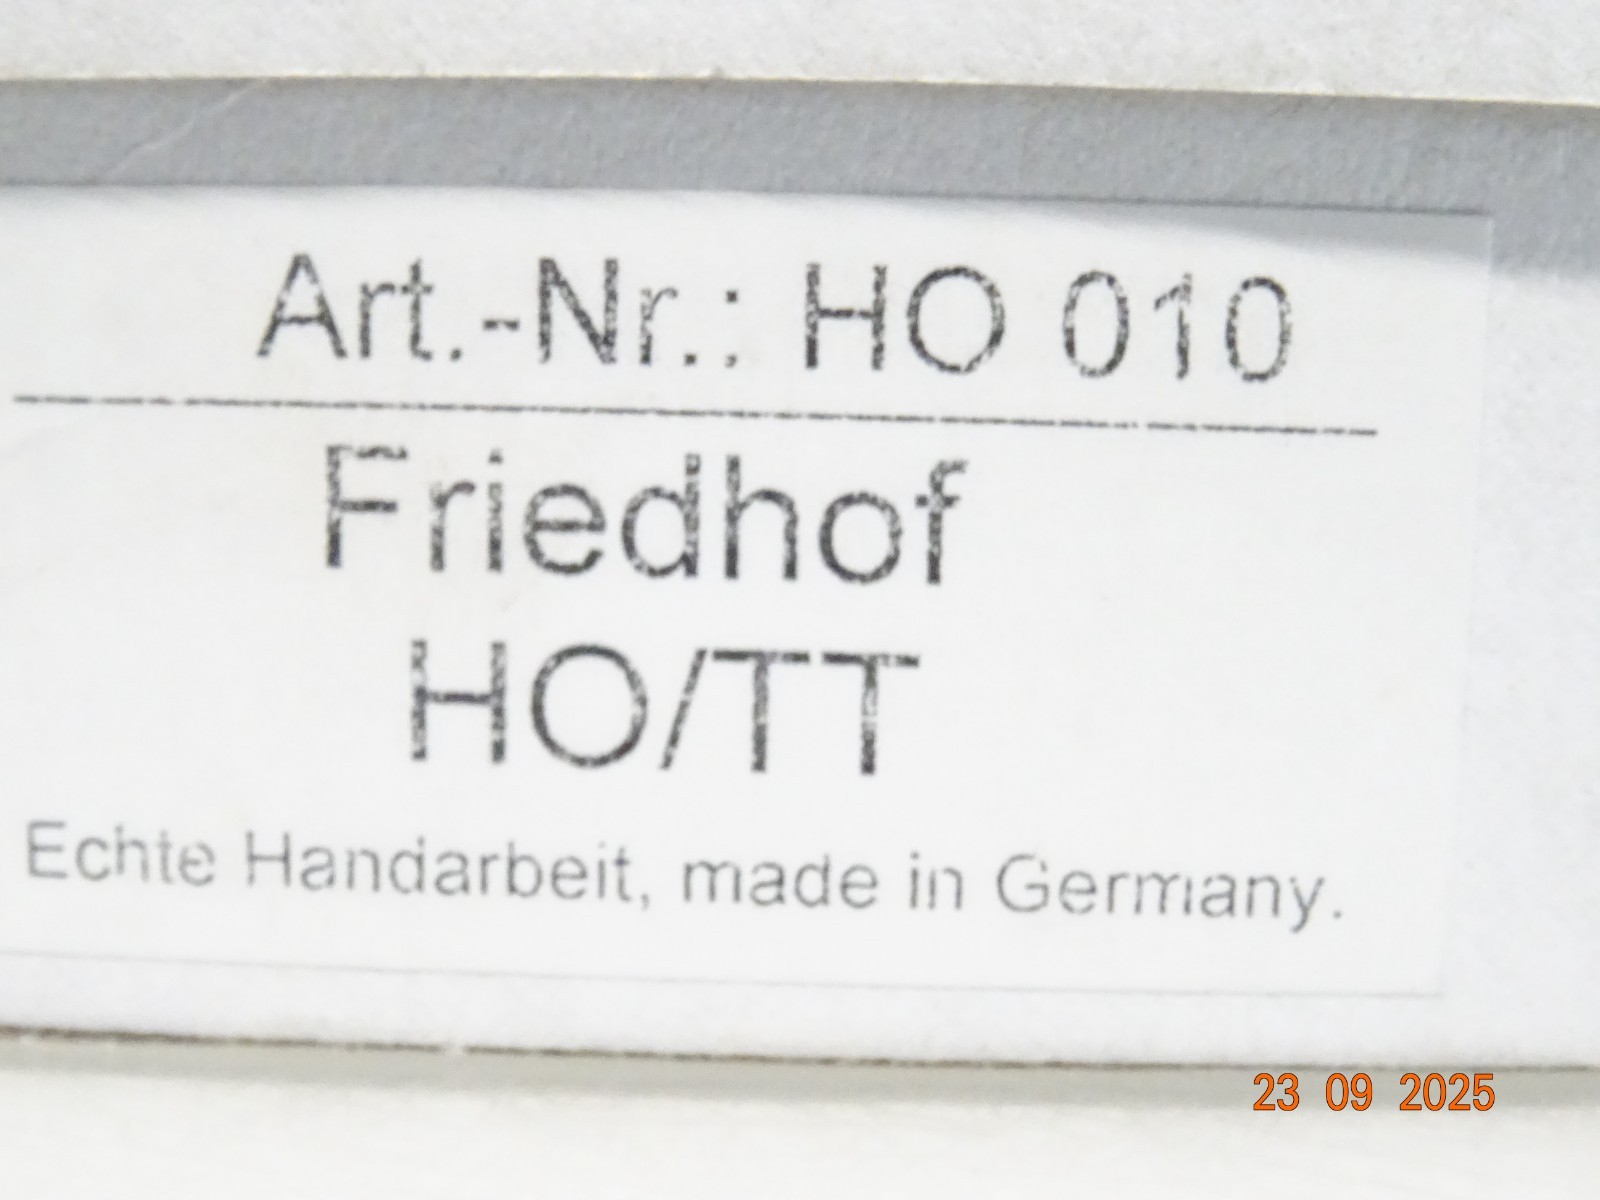 Art.-Nr.: HO 010
Friedhof
HO/TT
Echte Handarbeit, made in Germany.
23 09 2025